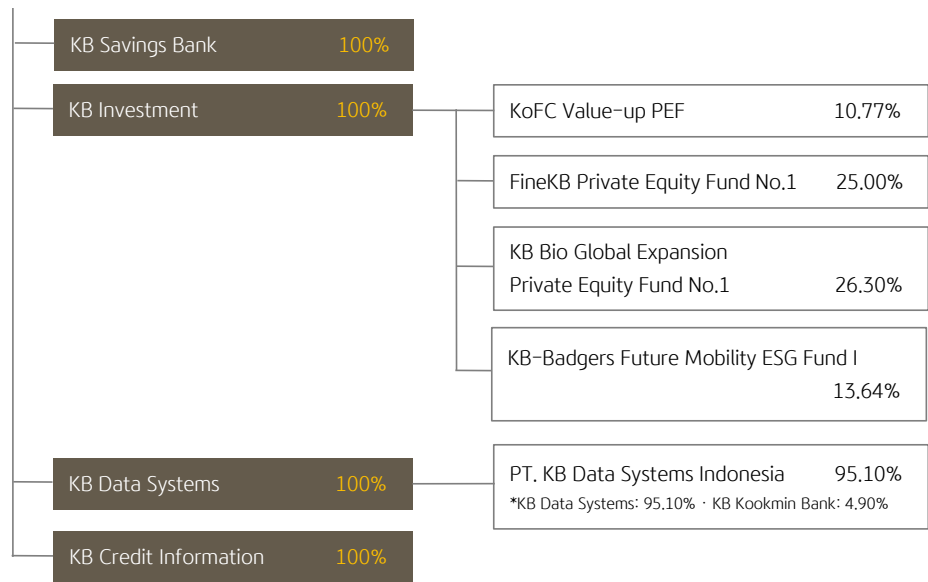 KB Savings Bank 100%
KB Investment 100%
KoFC Value-up PEF 10.77%
FineKB Private Equity Fund No.1 25.00%
KB Bio Global Expansion
Private Equity Fund No.1 26.30%
KB-Badgers Future Mobility ESG Fund I
13.64%
KB Data Systems 100%
PT. KB Data Systems Indonesia 95.10%
*KB Data Systems: 95.10% · KB Kookmin Bank: 4.90%
KB Credit Information 100%